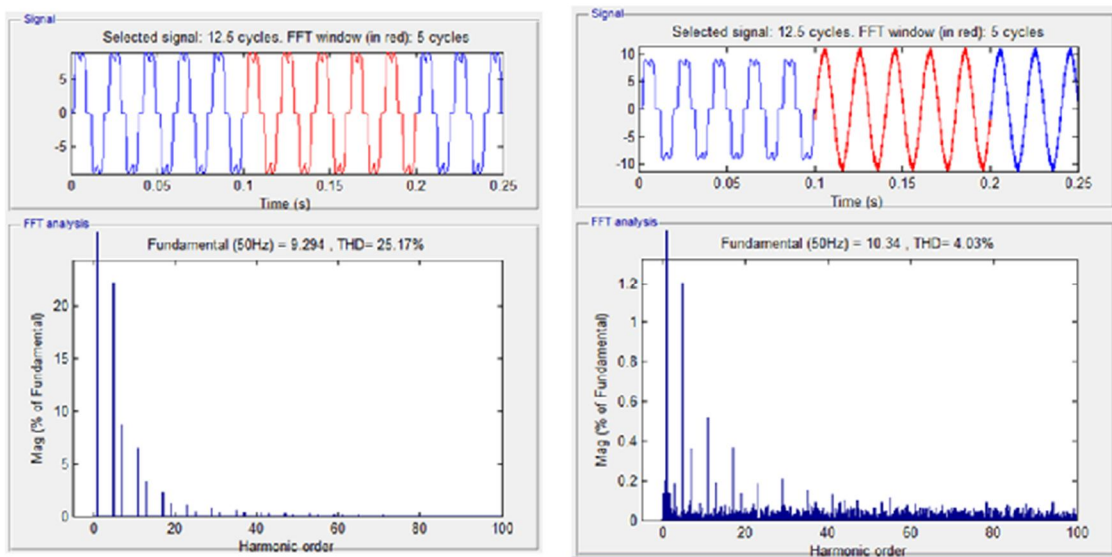 Signal
Selected signal: 12.5 cycles. FFT window (in red): 5 cycles
5
0
-5
0 0.05 0.1 0.15 0.2 0.25
Time (s)
FFT analysis
Fundamental (50Hz) = 9.294 , THD= 25.17%
Mag (% of Fundamental)
20
15
10
5
0
0 20 40 60 80 100
Harmonic order
Signal
Selected signal: 12.5 cycles. FFT window (in red): 5 cycles
10
5
0
-5
-10
0 0.05 0.1 0.15 0.2 0.25
Time (s)
FFT analysis
Fundamental (50Hz) = 10.34 , THD= 4.03%
Mag (% of Fundamental)
1.2
1
0.8
0.6
0.4
0.2
0
0 20 40 60 80 100
Harmonic order